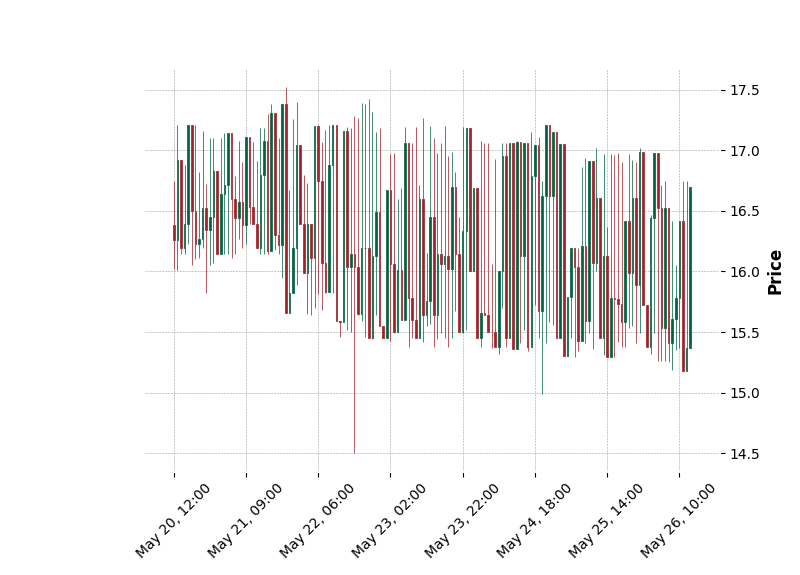 17.5
17.0
16.5
16.0
15.5
15.0
14.5
Price
May 20, 12:00
May 21, 09:00
May 22, 06:00
May 23, 02:00
May 23, 22:00
May 24, 18:00
May 25, 14:00
May 26, 10:00